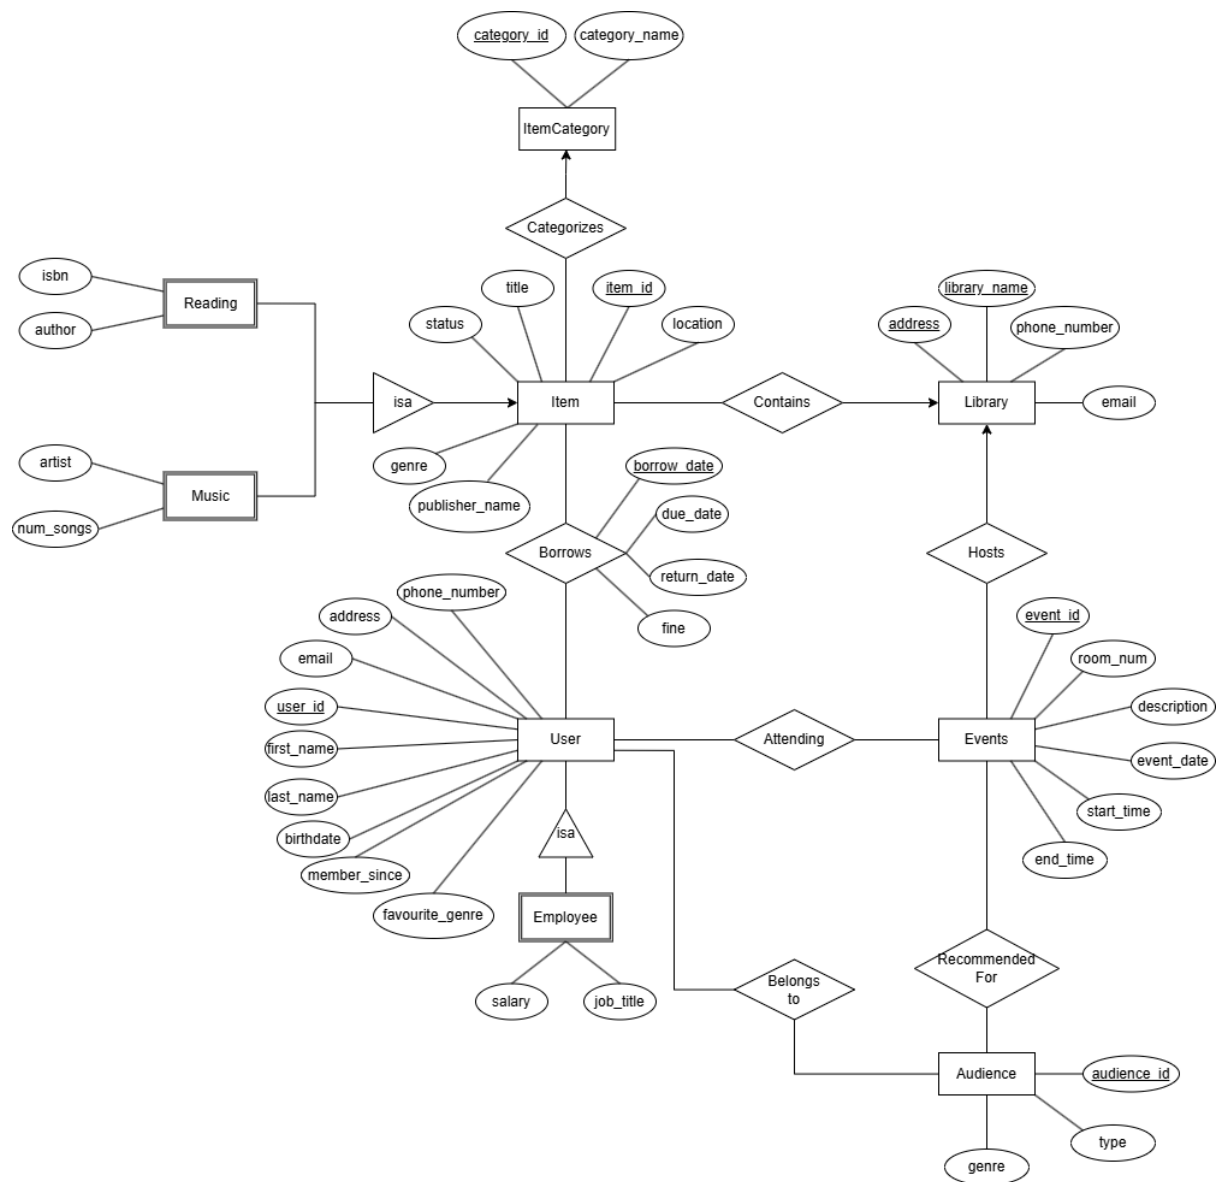 category_id
category_name
ItemCategory
Categorizes
isbn
Reading
author
title
item_id
status
location
library_name
address
phone_number
isa
Item
Contains
Library
email
artist
Music
num_songs
genre
publisher_name
borrow_date
due_date
Borrows
return_date
fine
Hosts
phone_number
address
email
user_id
first_name
last_name
birthdate
member_since
favourite_genre
User
Attending
Events
event_id
room_num
description
event_date
start_time
end_time
isa
Employee
salary
job_title
Belongs
to
Recommended
For
Audience
audience_id
type
genre